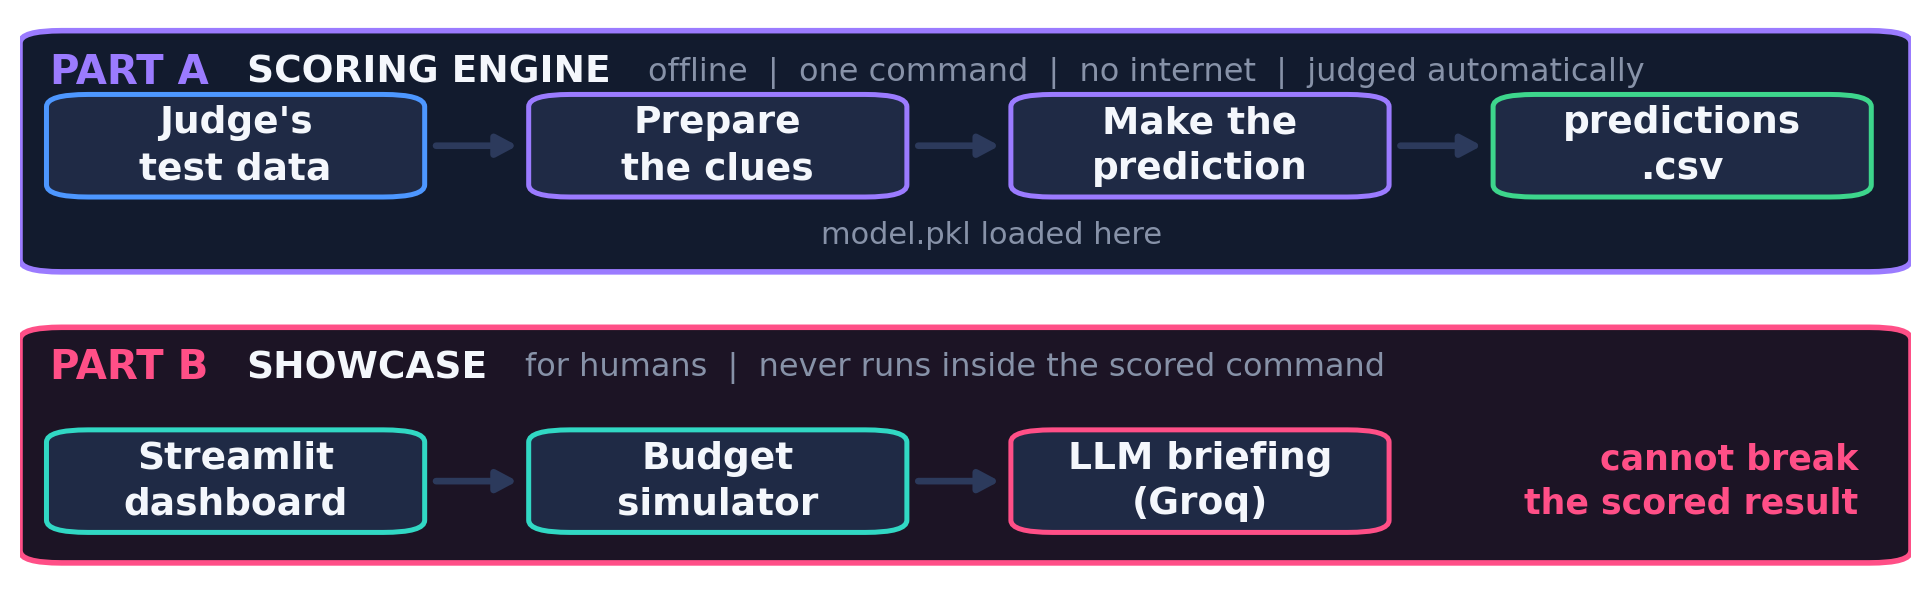 PART A SCORING ENGINE offline | one command | no internet | judged automatically
Judge's
test data
Prepare
the clues
Make the
prediction
predictions
.csv
model.pkl loaded here
PART B SHOWCASE for humans | never runs inside the scored command
Streamlit
dashboard
Budget
simulator
LLM briefing
(Groq)
cannot break
the scored result